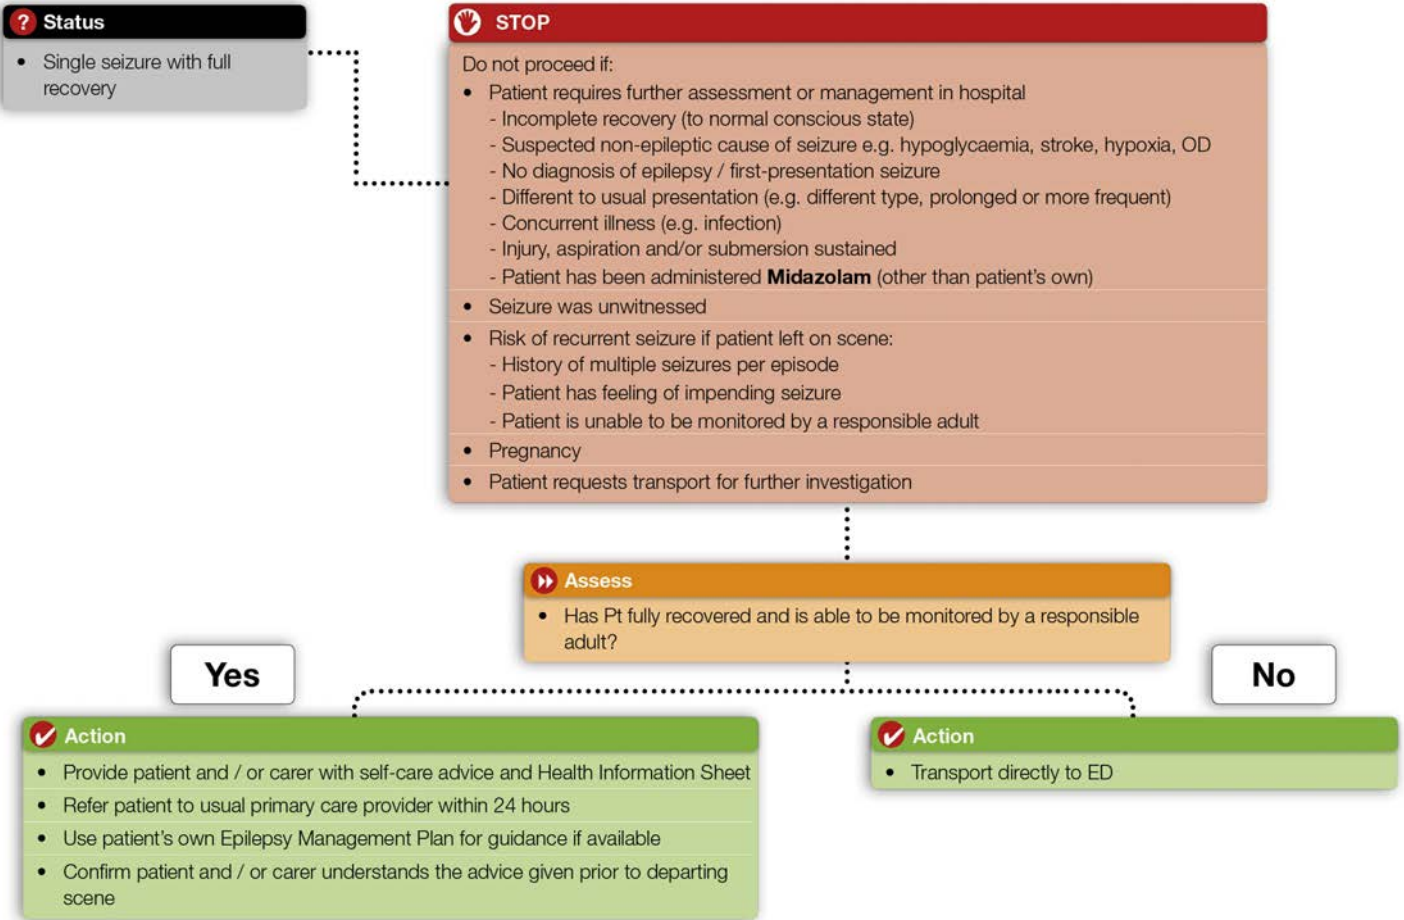 ? Status
• Single seizure with full
recovery
STOP
Do not proceed if:
• Patient requires further assessment or management in hospital
- Incomplete recovery (to normal conscious state)
- Suspected non-epileptic cause of seizure e.g. hypoglycaemia, stroke, hypoxia, OD
- No diagnosis of epilepsy / first-presentation seizure
- Different to usual presentation (e.g. different type, prolonged or more frequent)
- Concurrent illness (e.g. infection)
- Injury, aspiration and/or submersion sustained
- Patient has been administered Midazolam (other than patient's own)
• Seizure was unwitnessed
• Risk of recurrent seizure if patient left on scene:
- History of multiple seizures per episode
- Patient has feeling of impending seizure
- Patient is unable to be monitored by a responsible adult
• Pregnancy
• Patient requests transport for further investigation
Assess
• Has Pt fully recovered and is able to be monitored by a responsible
adult?
Yes
Action
• Provide patient and / or carer with self-care advice and Health Information Sheet
• Refer patient to usual primary care provider within 24 hours
• Use patient's own Epilepsy Management Plan for guidance if available
• Confirm patient and / or carer understands the advice given prior to departing
scene
No
Action
• Transport directly to ED